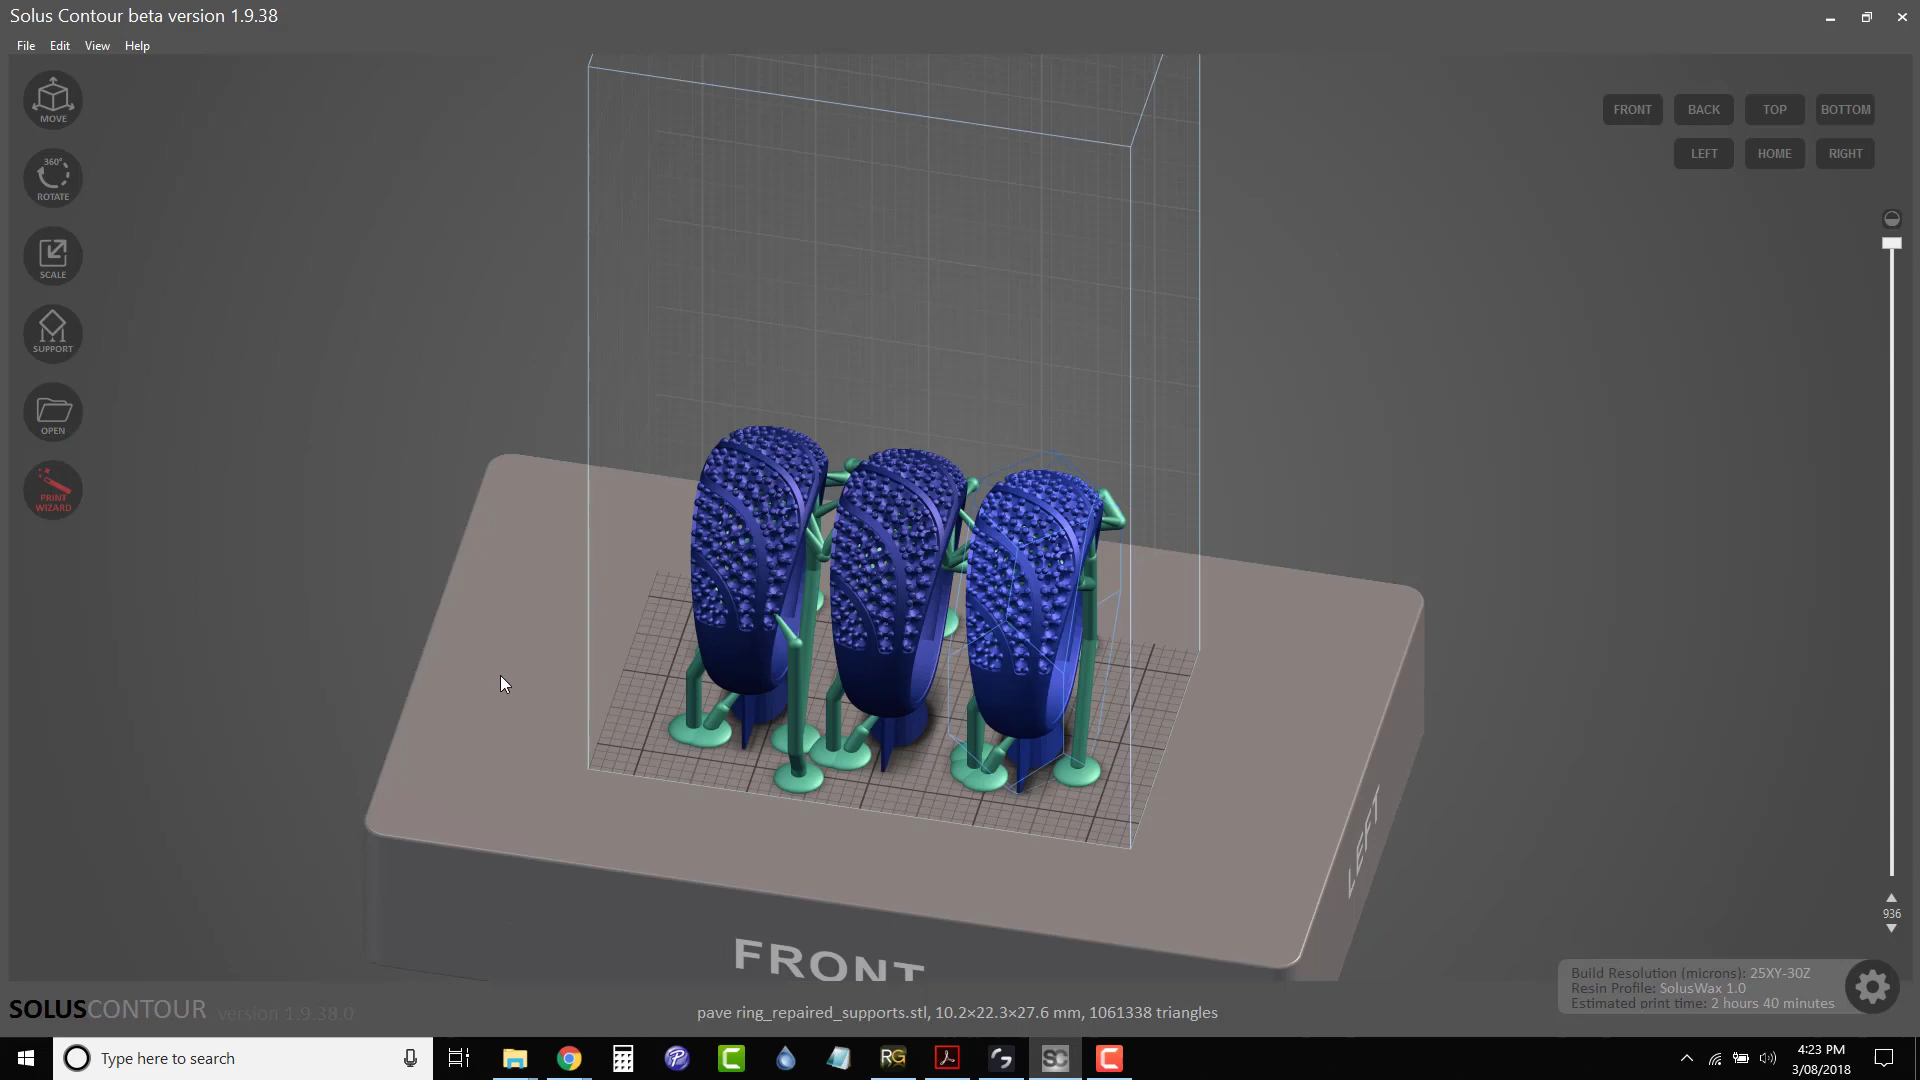 Solus Contour beta version 1.9.38
File Edit View Help
MOVE
360°
ROTATE
SCALE
SUPPORT
OPEN
PRINT
WIZARD
FRONT BACK TOP BOTTOM
LEFT HOME RIGHT
936
LEFT
FRONT
Build Resolution (microns): 25XY-30Z
Resin Profile: SolusWax 1.0
Estimated print time: 2 hours 40 minutes
SOLUSCONTOUR version 1.9.38.0
pave ring_repaired_supports.stl, 10.2×22.3×27.6 mm, 1061338 triangles
Type here to search
RG
SC
4:23 PM
3/08/2018